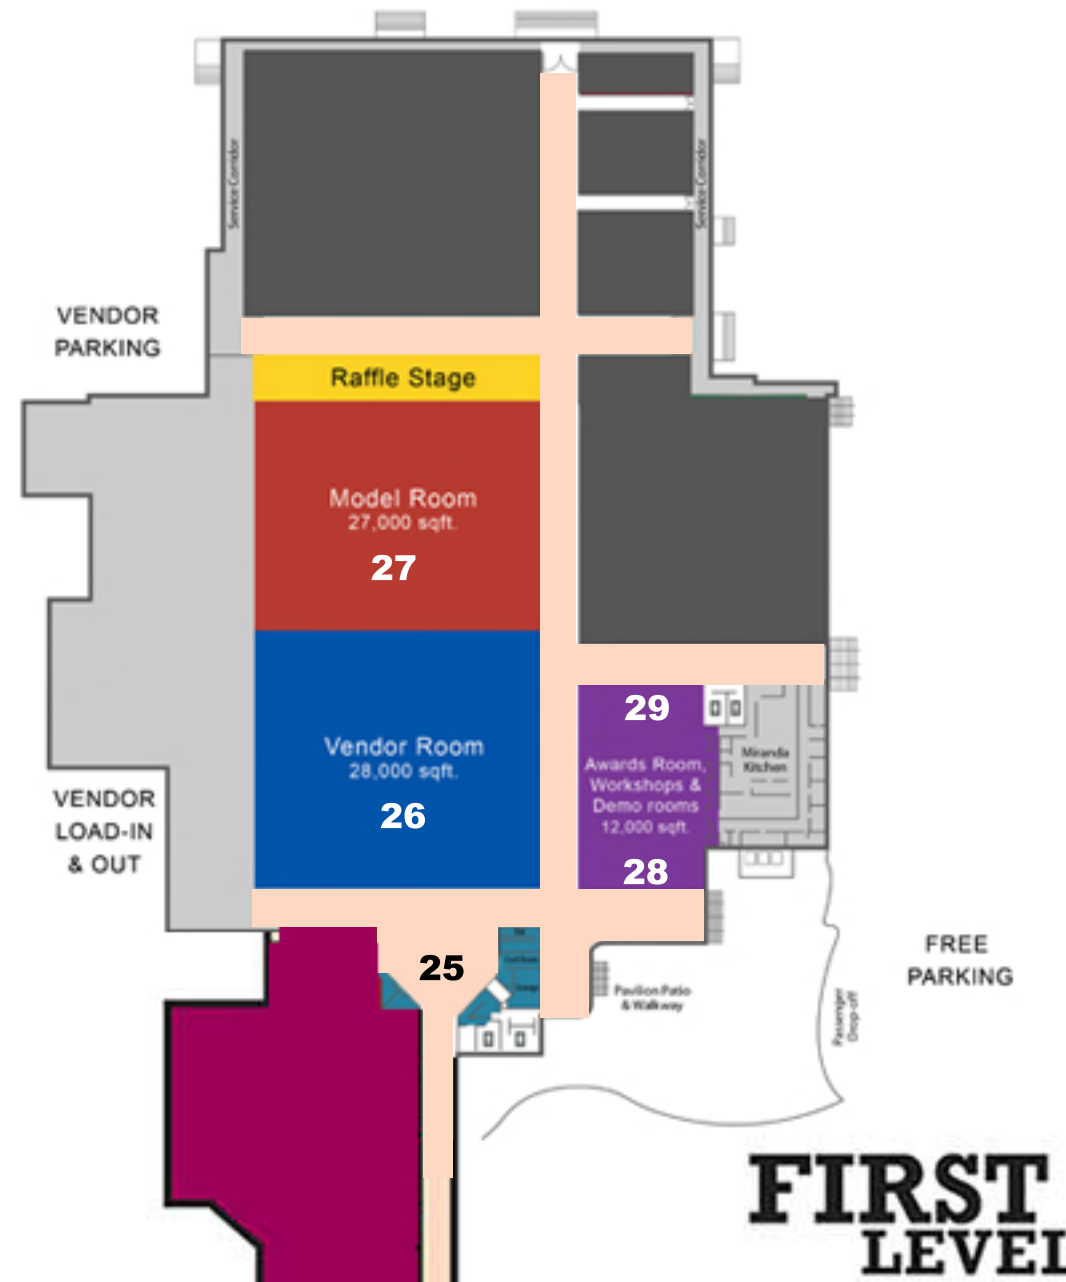 Service Corridor
Service Corridor
VENDOR
PARKING
Raffle Stage
Model Room
27,000 sqft.
27
Vendor Room
28,000 sqft.
26
29
Awards Room,
Workshops &
Demo rooms
12,000 sqft.
28
Miranda
Kitchen
VENDOR
LOAD-IN
& OUT
25
Pavilion Patio
& Walkway
FREE
PARKING
Passenger
Drop-off
FIRST
LEVEL